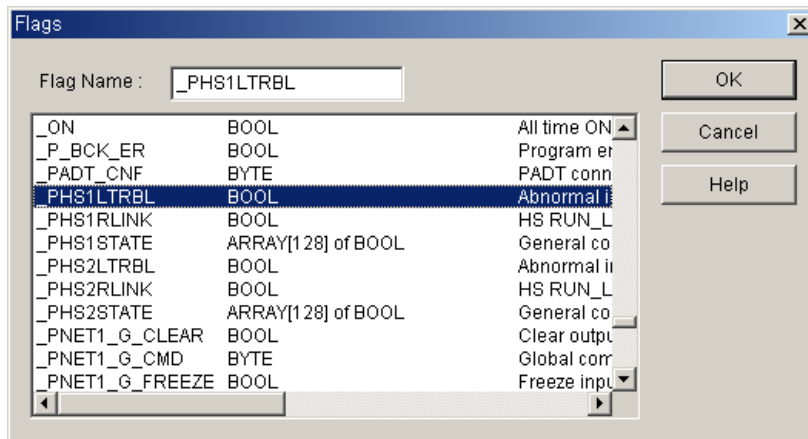 Flags
Flag Name : _PHS1LTRBL
OK
Cancel
Help
_ON BOOL All time ON
_P_BCK_ER BOOL Program er
_PADT_CNF BYTE PADT conn
_PHS1LTRBL BOOL Abnormal i
_PHS1RLINK BOOL HS RUN_L
_PHS1STATE ARRAY[128] of BOOL General co
_PHS2LTRBL BOOL Abnormal i
_PHS2RLINK BOOL HS RUN_L
_PHS2STATE ARRAY[128] of BOOL General co
_PNET1_G_CLEAR BOOL Clear outpu
_PNET1_G_CMD BYTE Global com
_PNET1_G_FREEZE BOOL Freeze inpu